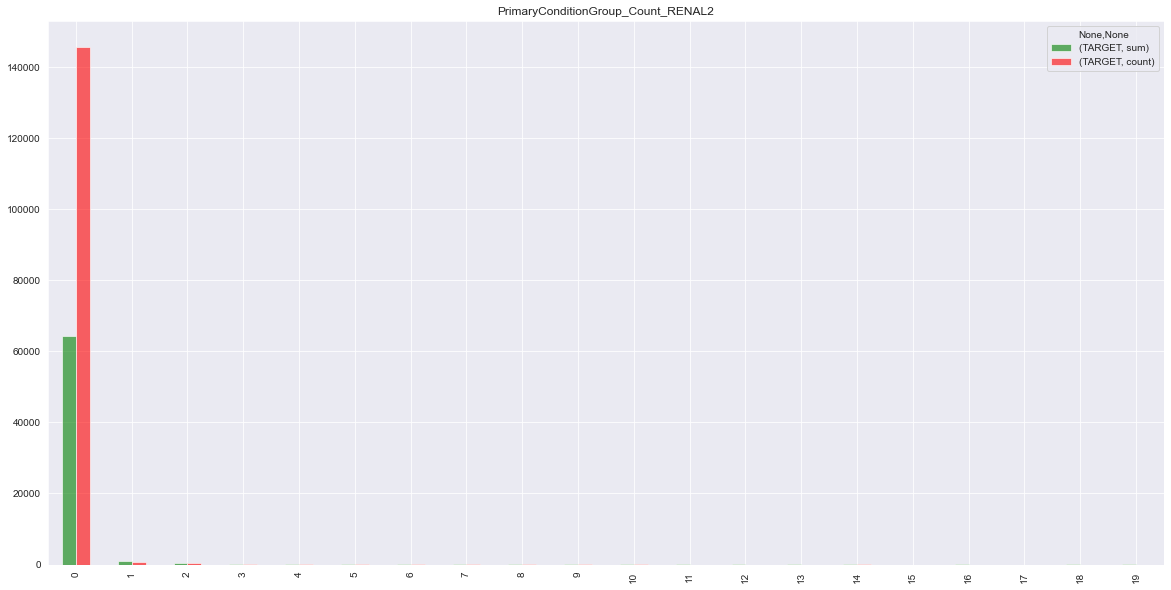 PrimaryConditionGroup_Count_RENAL2
None,None
(TARGET, sum)
(TARGET, count)
140000
120000
100000
80000
60000
40000
20000
0
0 1 2 3 4 5 6 7 8 9 10 11 12 13 14 15 16 17 18 19